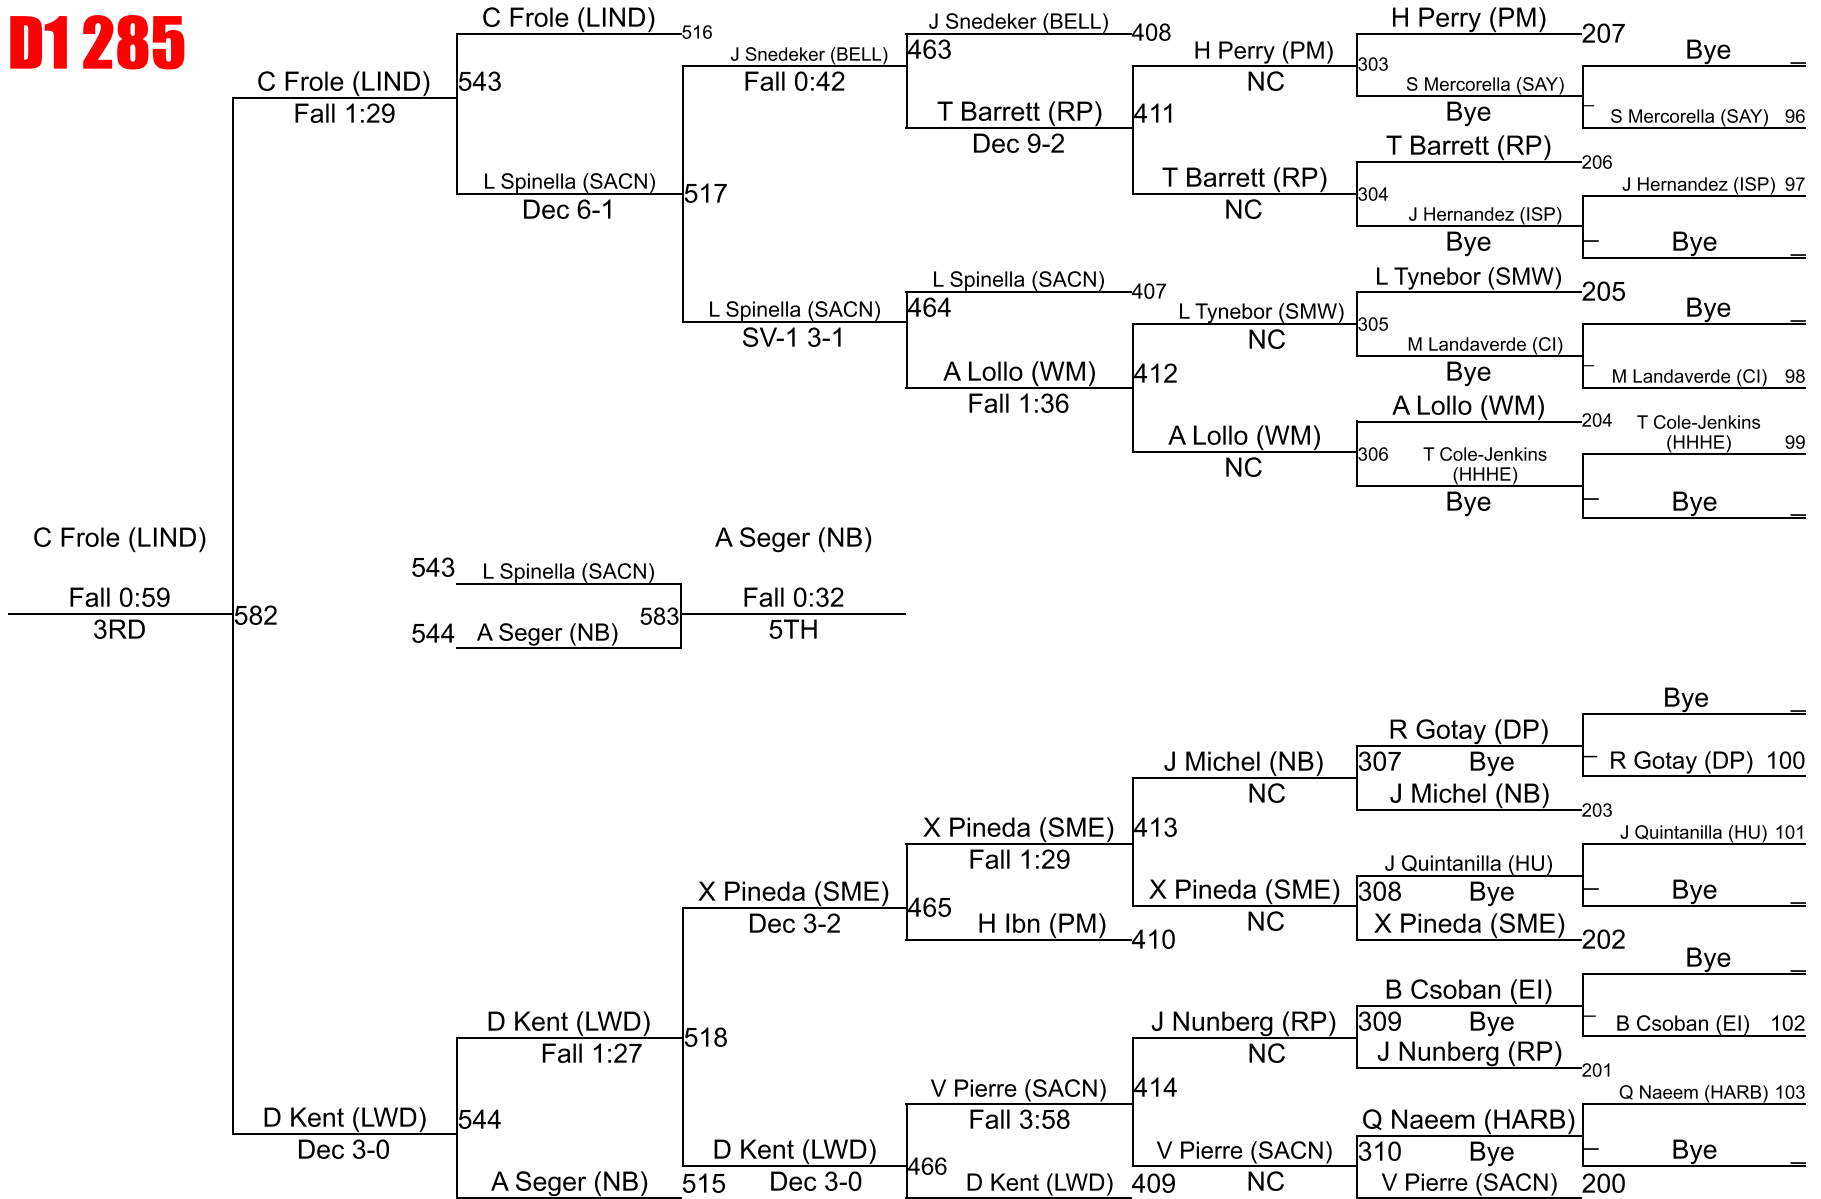 D1 285
C Frole (LIND)
516
J Snedeker (BELL)
408
H Perry (PM)
207
Bye
_
463
J Snedeker (BELL)
Fall 0:42
H Perry (PM)
NC
303
S Mercorella (SAY)
Bye
_
S Mercorella (SAY) 96
C Frole (LIND)
Fall 1:29
543
T Barrett (RP)
Dec 9-2
411
T Barrett (RP)
206
J Hernandez (ISP) 97
L Spinella (SACN)
Dec 6-1
517
T Barrett (RP)
NC
304
J Hernandez (ISP)
Bye
_
Bye
_
L Spinella (SACN)
407
L Tynebor (SMW)
205
Bye
_
L Spinella (SACN)
SV-1 3-1
464
L Tynebor (SMW)
NC
305
M Landaverde (CI)
Bye
_
M Landaverde (CI) 98
A Lollo (WM)
Fall 1:36
412
A Lollo (WM)
204
T Cole-Jenkins
(HHHE) 99
A Lollo (WM)
NC
306
T Cole-Jenkins
(HHHE)
Bye
_
Bye
_
C Frole (LIND)
Fall 0:59
3RD
582
543
L Spinella (SACN)
544
A Seger (NB)
583
A Seger (NB)
Fall 0:32
5TH
Bye
_
R Gotay (DP)
Bye
_
R Gotay (DP) 100
J Michel (NB)
NC
307
J Michel (NB)
203
J Quintanilla (HU) 101
X Pineda (SME)
Fall 1:29
413
J Quintanilla (HU)
Bye
_
Bye
_
X Pineda (SME)
Dec 3-2
465
X Pineda (SME)
NC
308
X Pineda (SME)
202
H Ibn (PM)
410
Bye
_
B Csoban (EI)
Bye
_
B Csoban (EI) 102
D Kent (LWD)
Fall 1:27
518
J Nunberg (RP)
NC
309
J Nunberg (RP)
201
Q Naeem (HARB) 103
V Pierre (SACN)
Fall 3:58
414
Q Naeem (HARB)
Bye
_
Bye
_
D Kent (LWD)
Dec 3-0
544
D Kent (LWD)
Dec 3-0
466
V Pierre (SACN)
NC
310
V Pierre (SACN)
200
A Seger (NB)
515
D Kent (LWD)
409